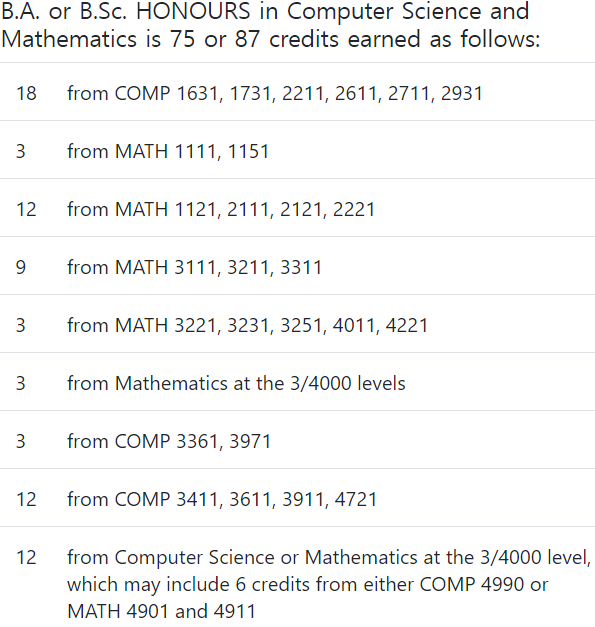 B.A. or B.Sc. HONOURS in Computer Science and
Mathematics is 75 or 87 credits earned as follows:
18 from COMP 1631, 1731, 2211, 2611, 2711, 2931
3 from MATH 1111, 1151
12 from MATH 1121, 2111, 2121, 2221
9 from MATH 3111, 3211, 3311
3 from MATH 3221, 3231, 3251, 4011, 4221
3 from Mathematics at the 3/4000 levels
3 from COMP 3361, 3971
12 from COMP 3411, 3611, 3911, 4721
12 from Computer Science or Mathematics at the 3/4000 level,
which may include 6 credits from either COMP 4990 or
MATH 4901 and 4911